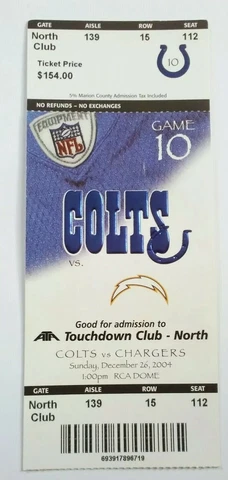 GATE AISLE ROW SEAT
North Club 139 15 112
Ticket Price
$154.00
10
5% Marion County Admission Tax Included
NO REFUNDS – NO EXCHANGES
EQUIPMENT
NFL
GAME
10
COLTS
vs.
Good for admission to
ATA Touchdown Club - North
COLTS vs CHARGERS
Sunday, December 26, 2004
1:00pm RCA DOME
GATE AISLE ROW SEAT
North Club 139 15 112
693917896719